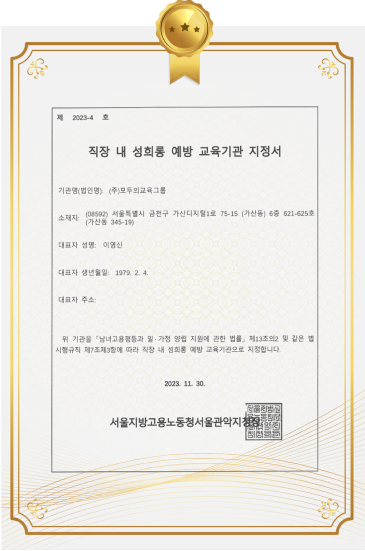 제 2023-4 호
직장 내 성희롱 예방 교육기관 지정서
기관명(법인명): (주)모두의교육그룹
소재지: (08592) 서울특별시 금천구 가산디지털1로 75-15 (가산동) 6층 621-625호
(가산동 345-19)
대표자 성명: 이영신
대표자 생년월일: 1979. 2. 4.
대표자 주소:
위 기관을 「남녀고용평등과 일·가정 양립 지원에 관한 법률」 제13조의2 및 같은 법
시행규칙 제7조제3항에 따라 직장 내 성희롱 예방 교육기관으로 지정합니다.
2023. 11. 30.
서울지방고용노동청서울관악지청장